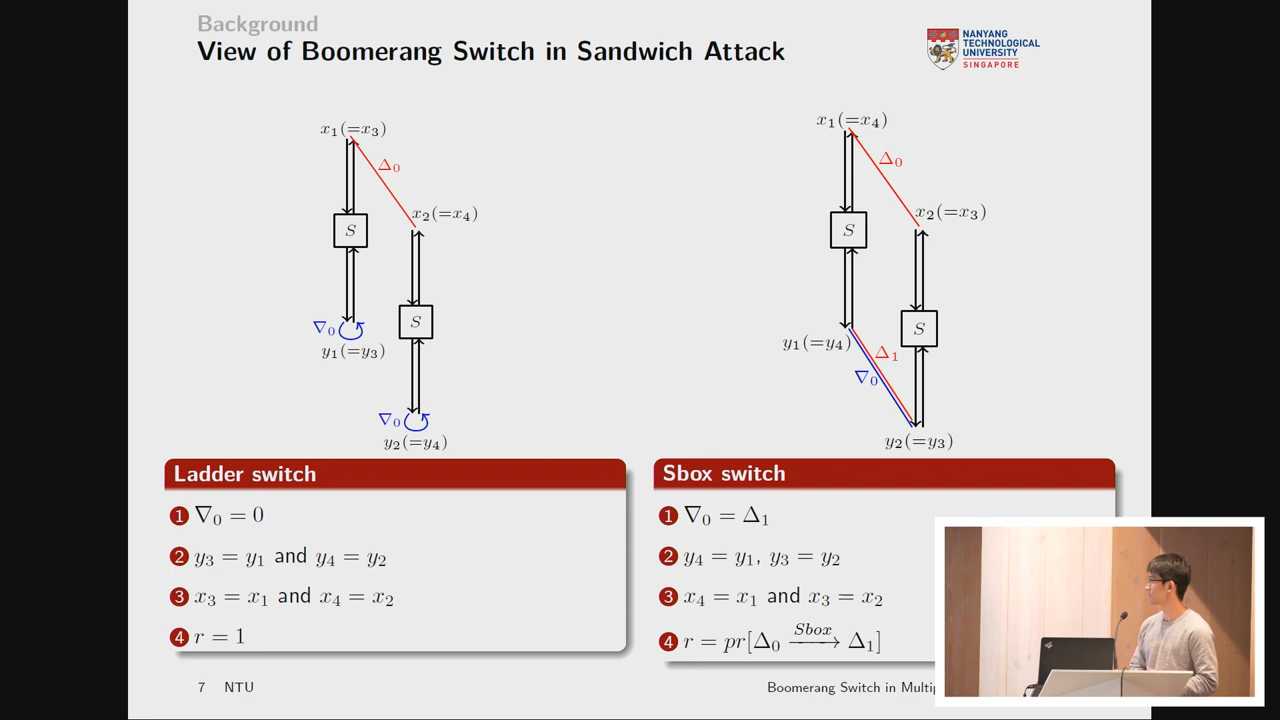 Background
View of Boomerang Switch in Sandwich Attack
NANYANG
TECHNOLOGICAL
UNIVERSITY
SINGAPORE
x₁(=x₃)
Δ₀
x₂(=x₄)
S
S
∇₀
y₁(=y₃)
∇₀
y₂(=y₄)
x₁(=x₄)
Δ₀
x₂(=x₃)
S
S
y₁(=y₄)
Δ₁
∇₀
y₂(=y₃)
Ladder switch
1 ∇₀ = 0
2 y₃ = y₁ and y₄ = y₂
3 x₃ = x₁ and x₄ = x₂
4 r = 1
Sbox switch
1 ∇₀ = Δ₁
2 y₄ = y₁, y₃ = y₂
3 x₄ = x₁ and x₃ = x₂
4 r = pr[Δ₀ —Sbox→ Δ₁]
7 NTU
Boomerang Switch in